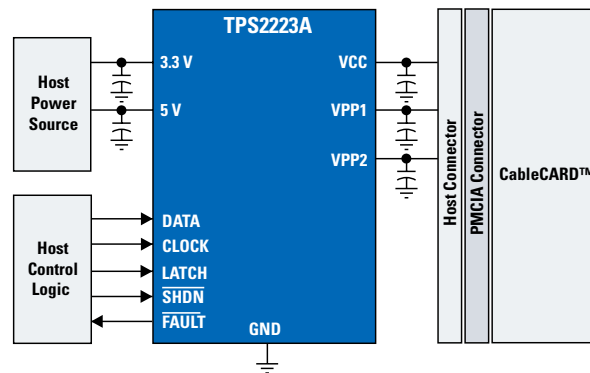 TPS2223A
Host
Power
Source
3.3 V
5 V
VCC
VPP1
VPP2
Host
Control
Logic
DATA
CLOCK
LATCH
SHDN
FAULT
GND
Host Connector
PMCIA Connector
CableCARD™